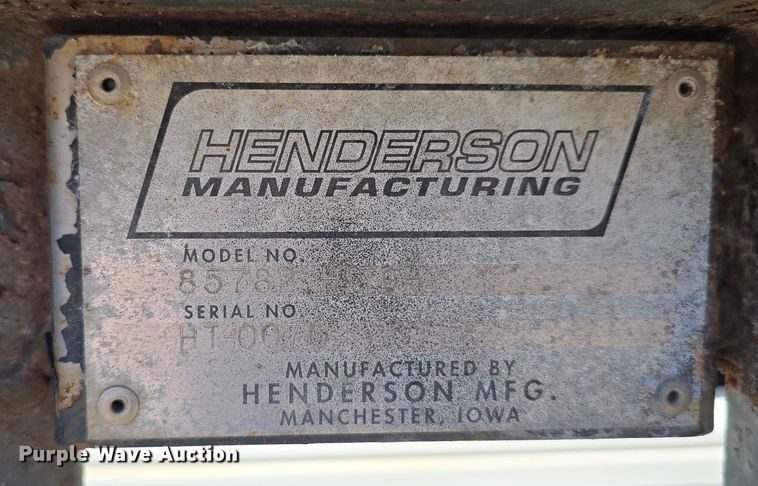 HENDERSON
MANUFACTURING
MODEL NO.
SERIAL NO.
MANUFACTURED BY
HENDERSON MFG.
MANCHESTER, IOWA
Purple Wave Auction